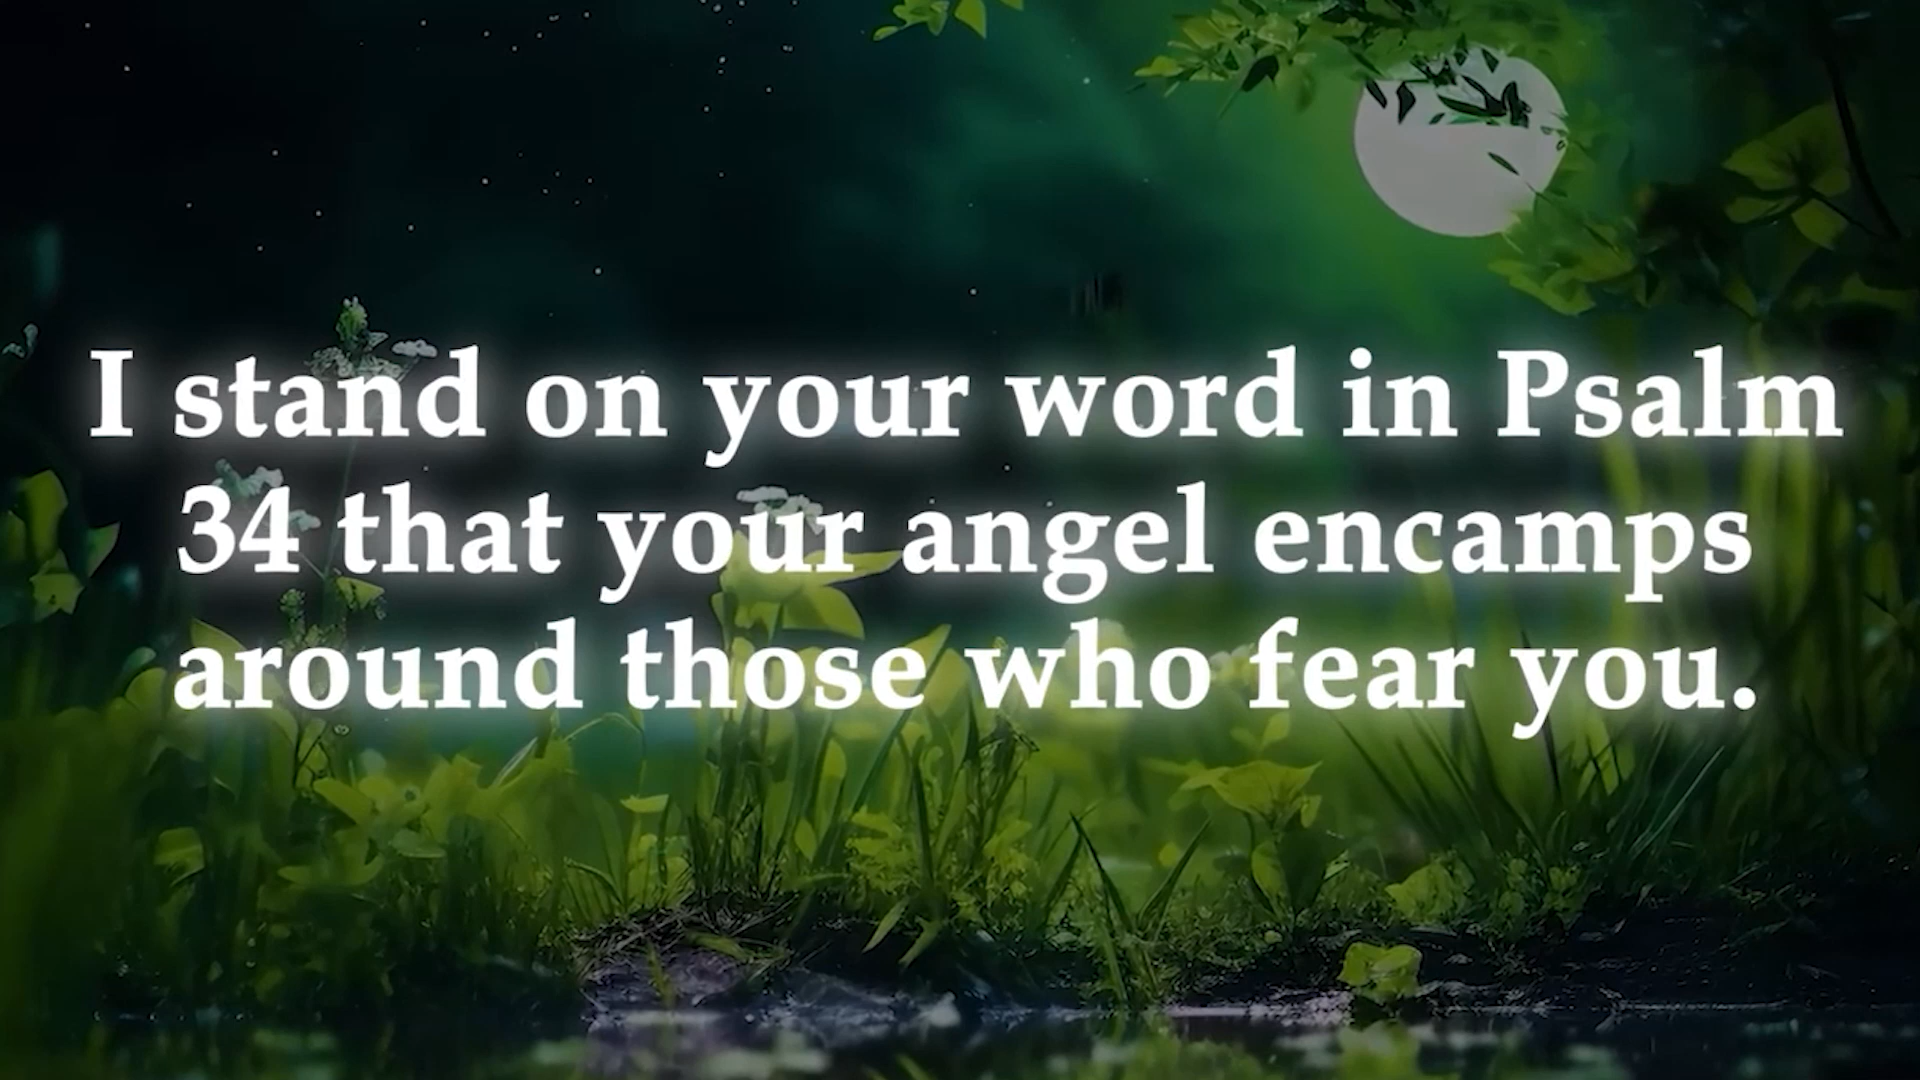 I stand on your word in Psalm
34 that your angel encamps
around those who fear you.